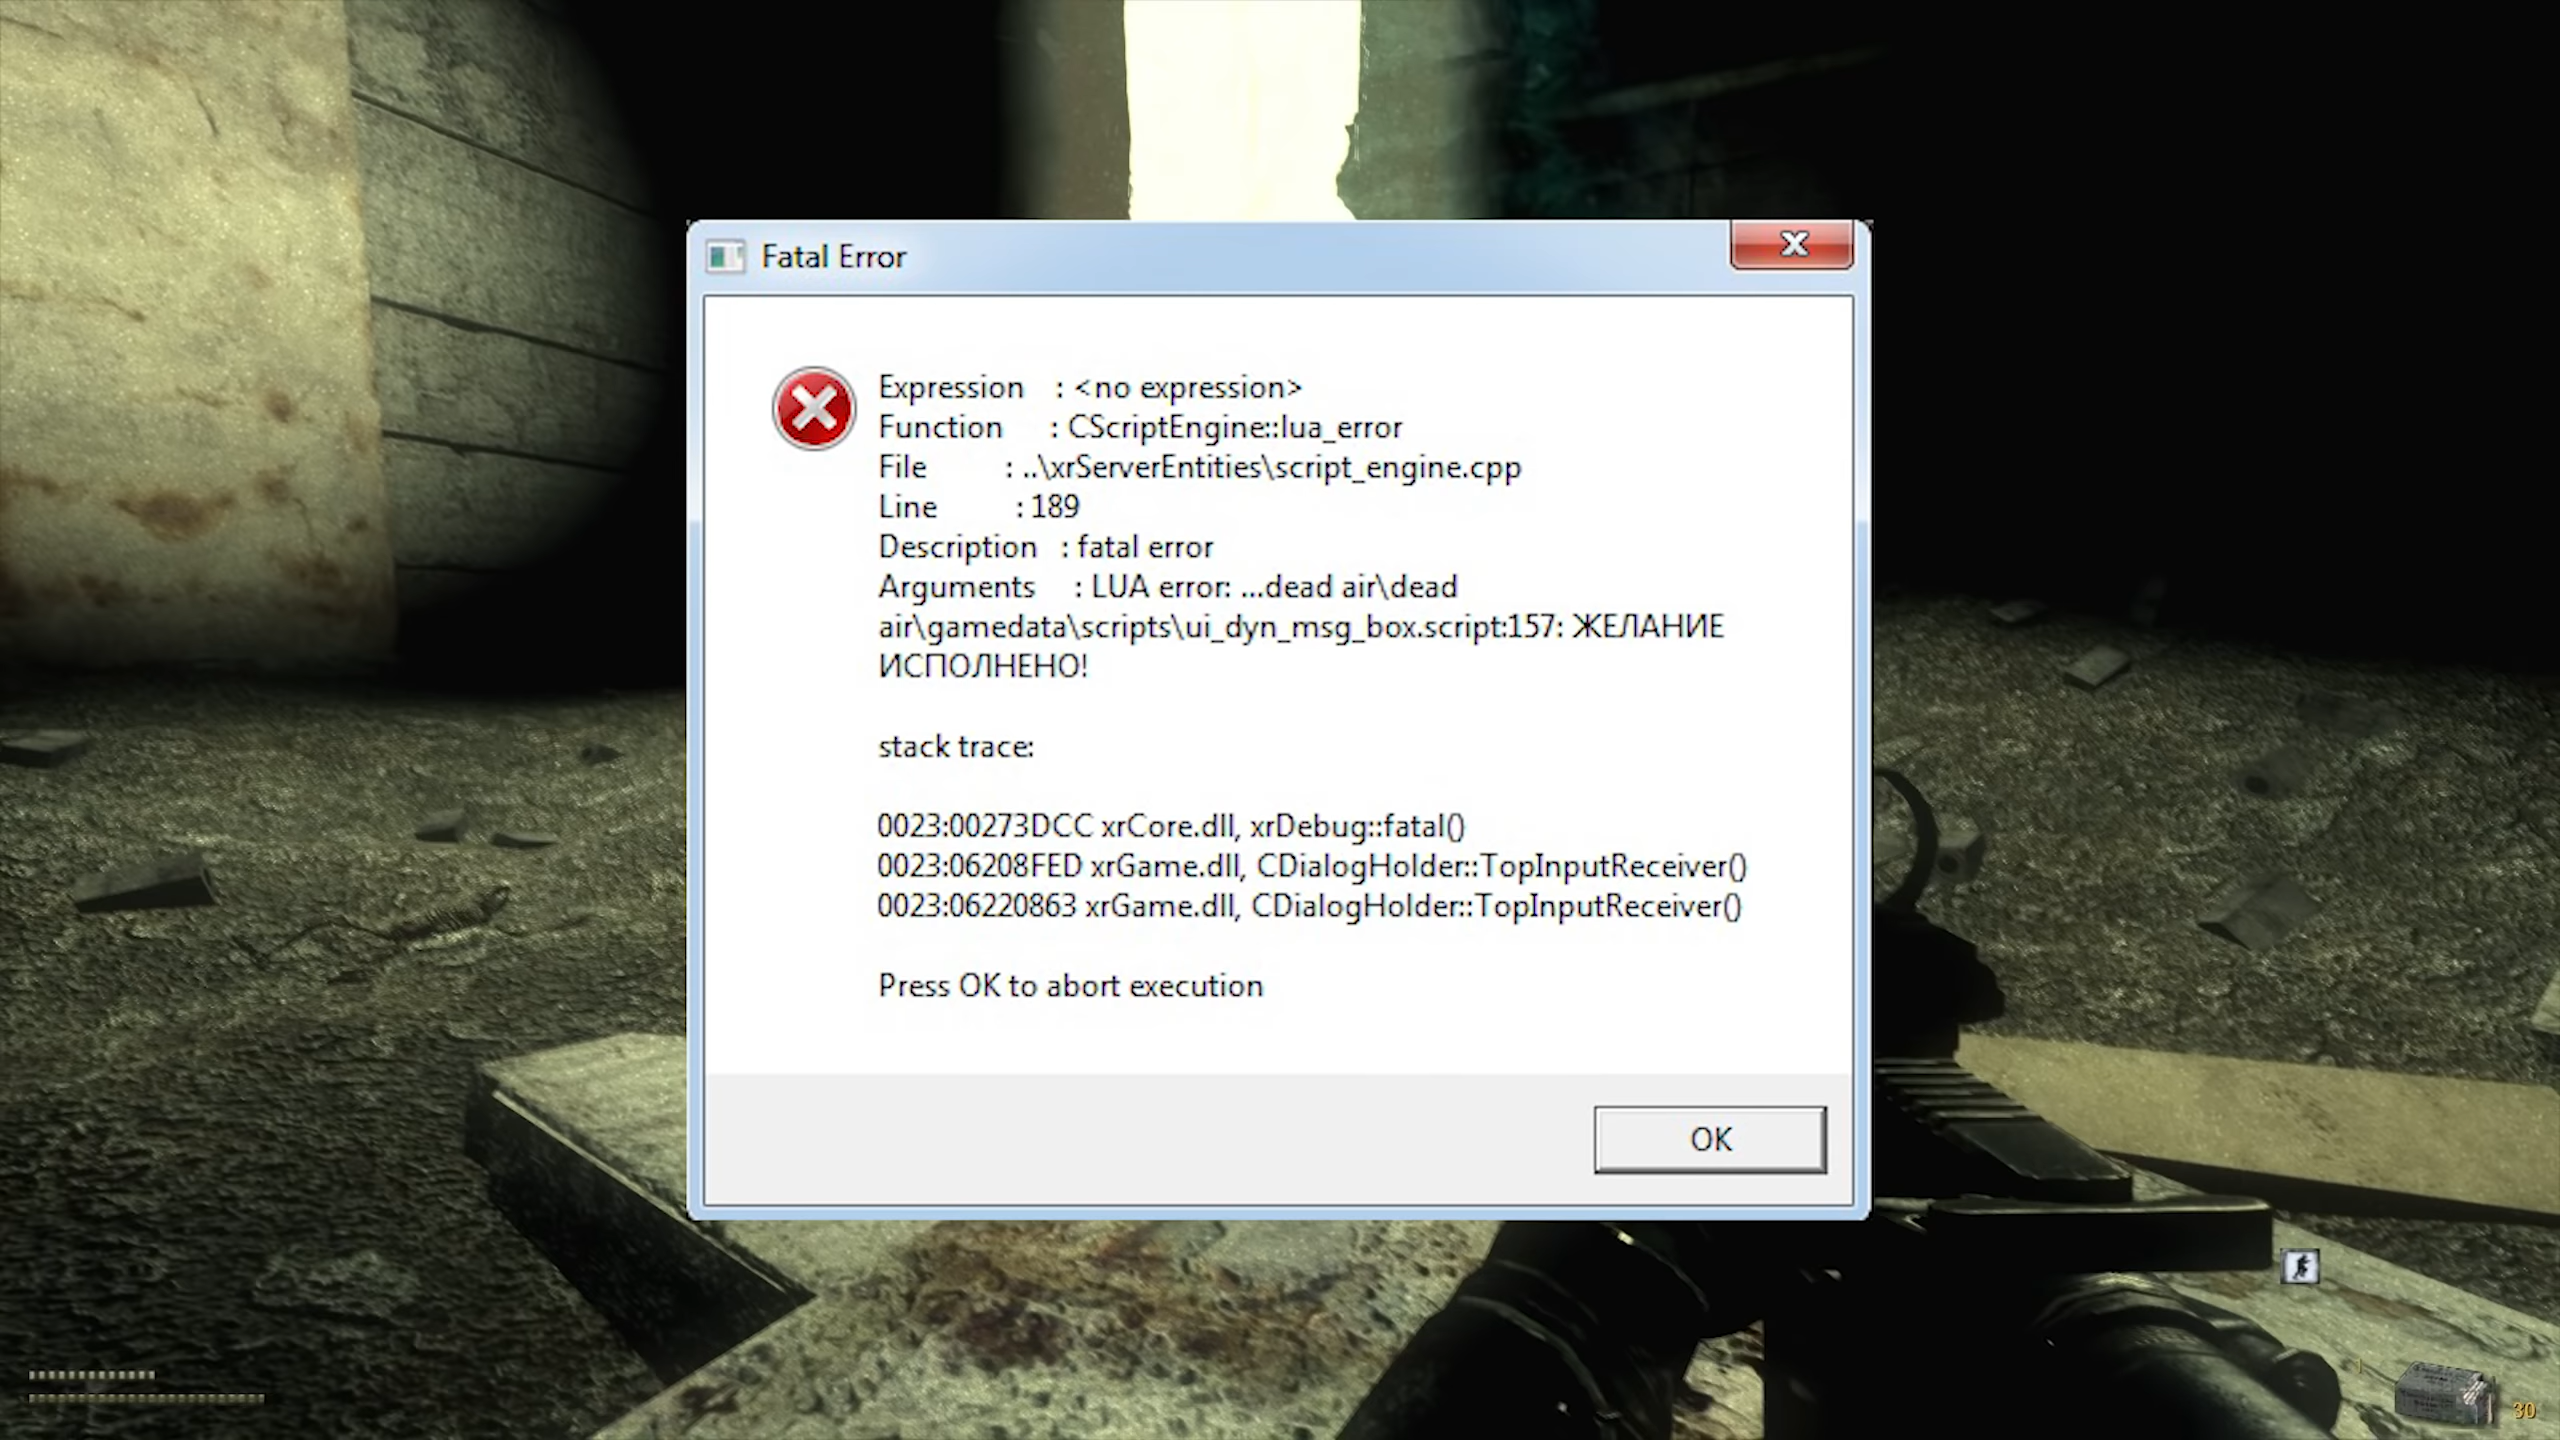 Fatal Error
Expression : <no expression>
Function : CScriptEngine::lua_error
File : ..\xrServerEntities\script_engine.cpp
Line : 189
Description : fatal error
Arguments : LUA error: ...dead air\dead
air\gamedata\scripts\ui_dyn_msg_box.script:157: ЖЕЛАНИЕ
ИСПОЛНЕНО!
stack trace:
0023:00273DCC xrCore.dll, xrDebug::fatal()
0023:06208FED xrGame.dll, CDialogHolder::TopInputReceiver()
0023:06220863 xrGame.dll, CDialogHolder::TopInputReceiver()
Press OK to abort execution
OK
30